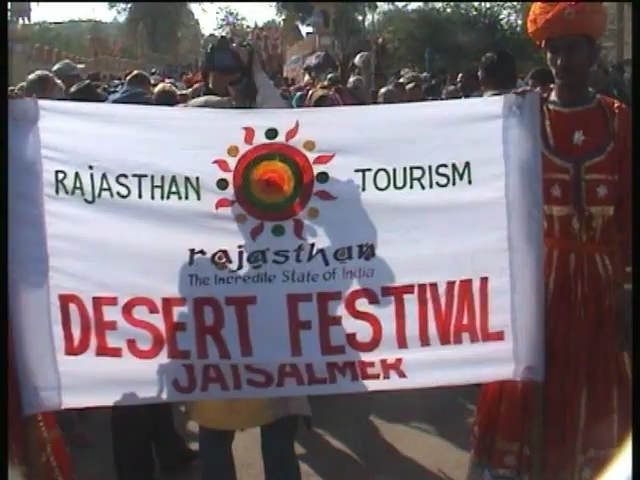 RAJASTHAN TOURISM
rajasthan
The Incredible State of India
DESERT FESTIVAL
JAISALMER